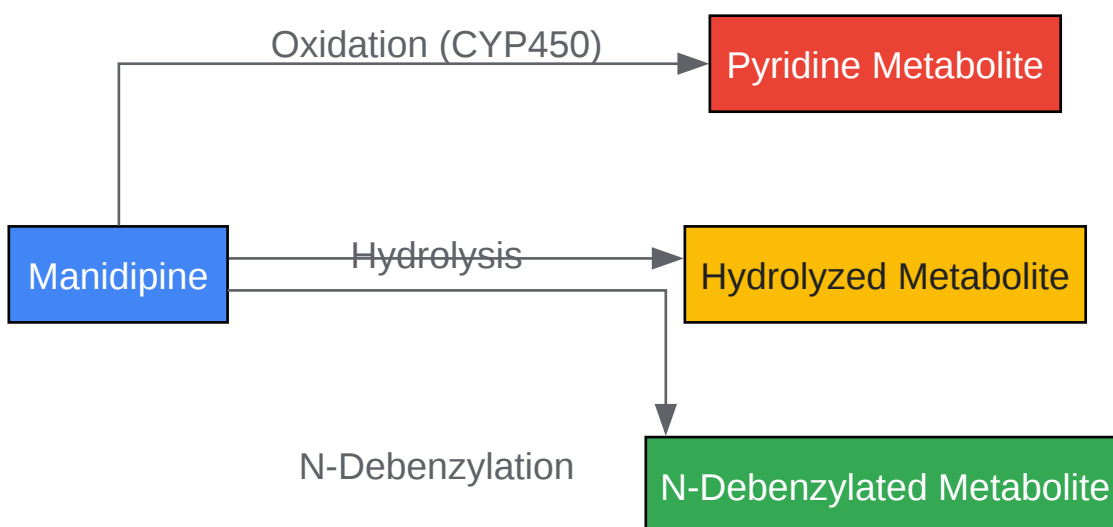 Oxidation (CYP450)
Pyridine Metabolite
Manidipine
Hydrolysis
Hydrolyzed Metabolite
N-Debenzylation
N-Debenzylated Metabolite